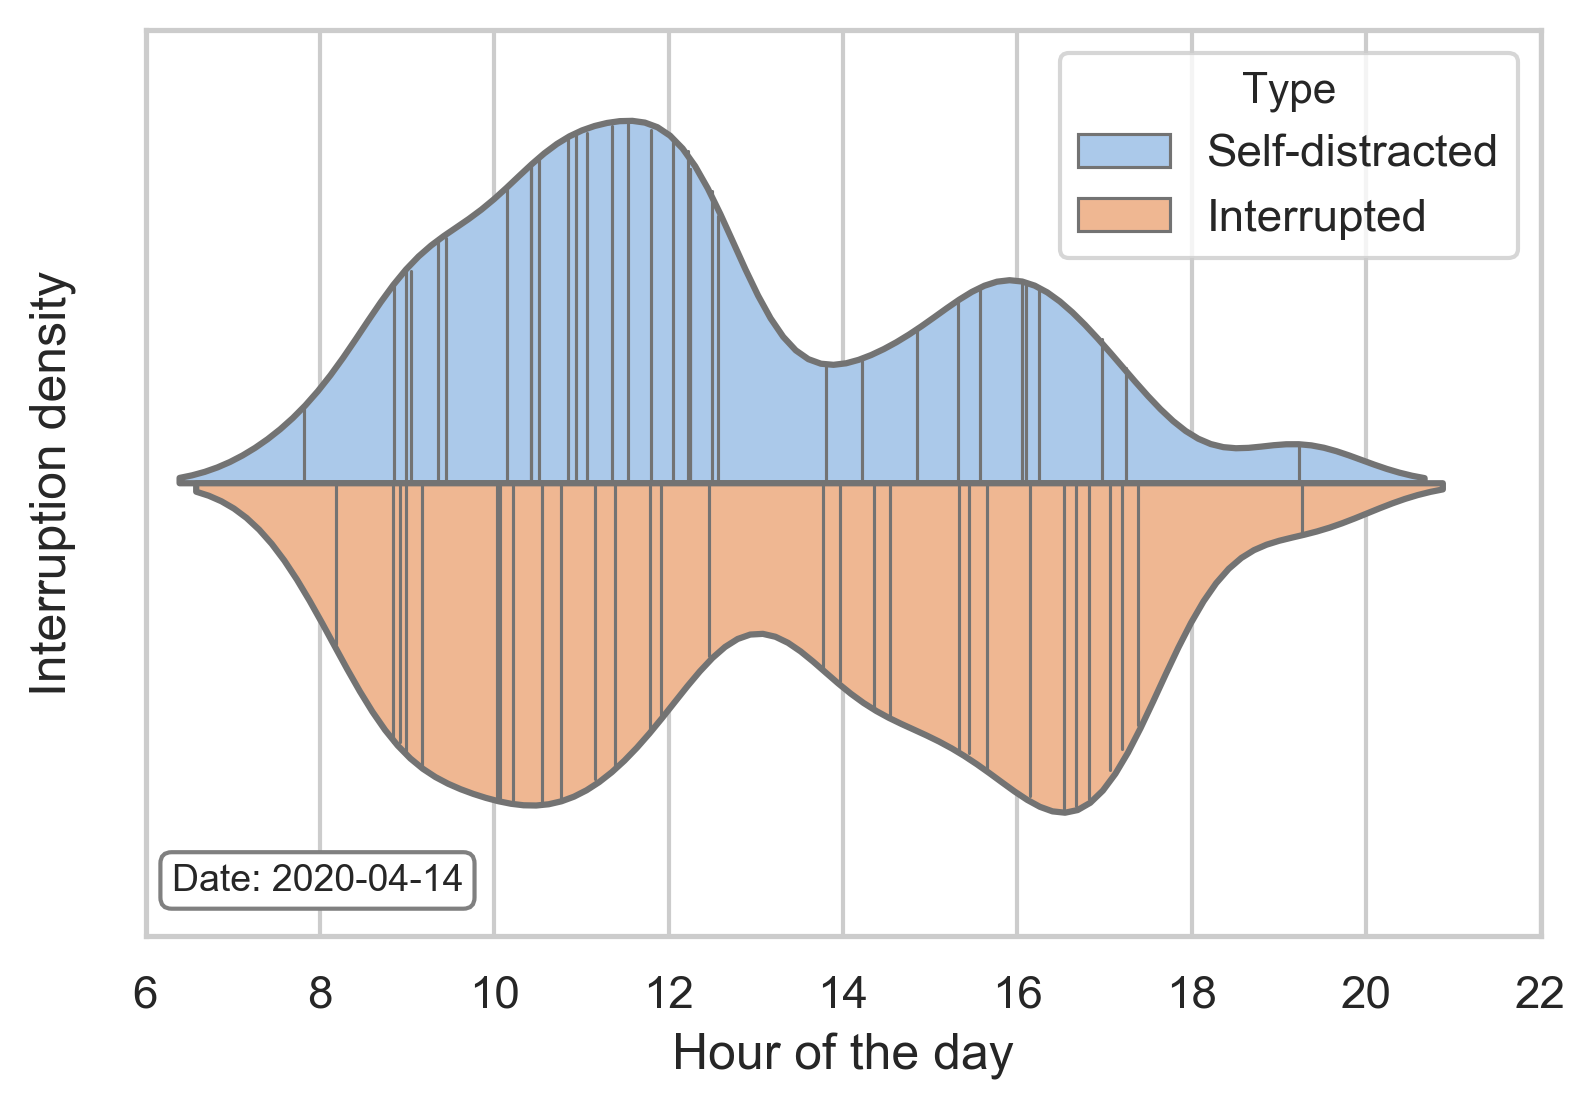 Type
Self-distracted
Interrupted
Interruption density
Date: 2020-04-14
6 8 10 12 14 16 18 20 22
Hour of the day